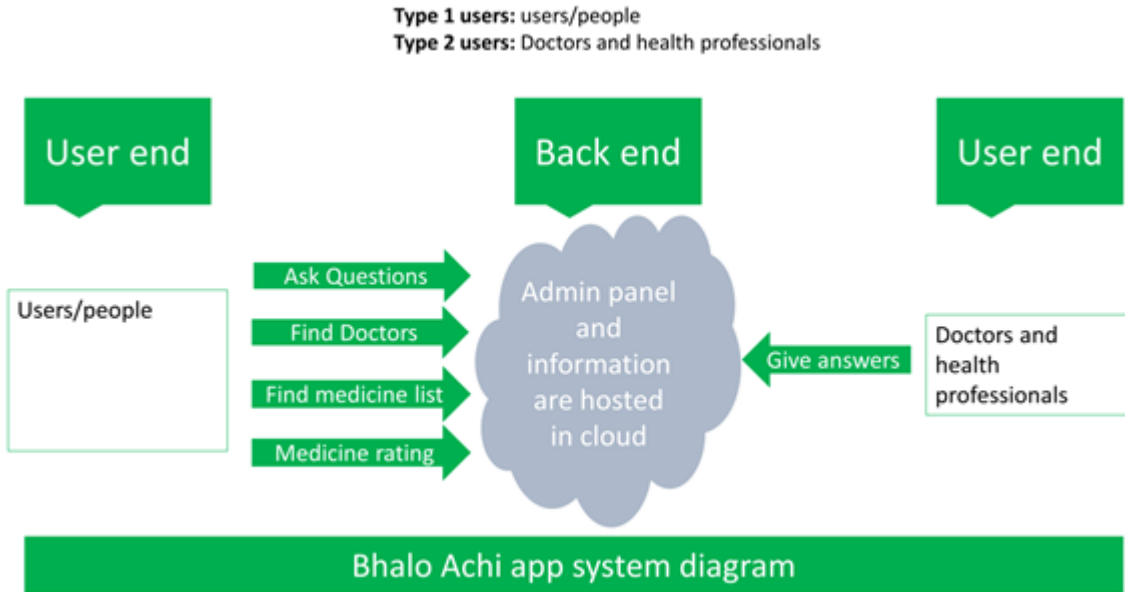 Type 1 users: users/people
Type 2 users: Doctors and health professionals
User end
Back end
User end
Users/people
Ask Questions
Find Doctors
Find medicine list
Medicine rating
Admin panel
and
information
are hosted
in cloud
Give answers
Doctors and
health
professionals
Bhalo Achi app system diagram